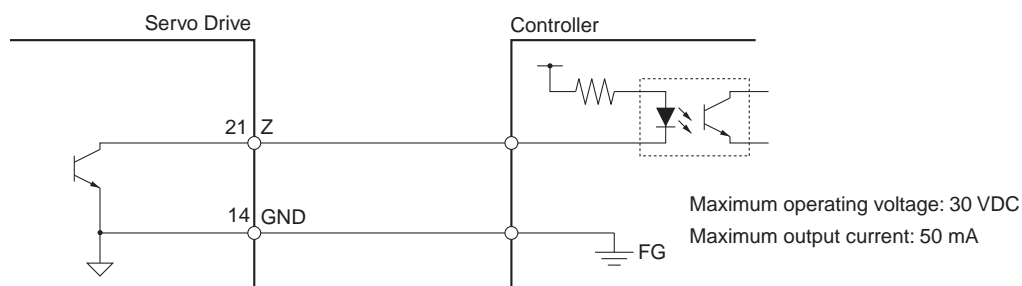 Servo Drive
Controller
21 Z
14 GND
FG
Maximum operating voltage: 30 VDC
Maximum output current: 50 mA